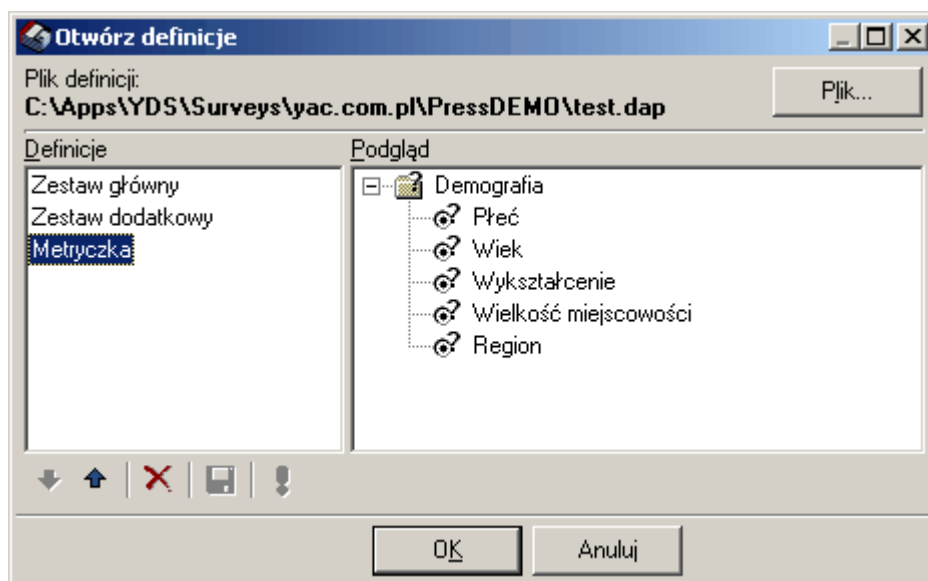 Otwórz definicje
Plik definicji:
C:\Apps\YDS\Surveys\yac.com.pl\PressDEMO\test.dap
Plik...
Definicje
Podgląd
Zestaw główny
Zestaw dodatkowy
Metryczka
Demografia
Płeć
Wiek
Wykształcenie
Wielkość miejscowości
Region
OK
Anuluj